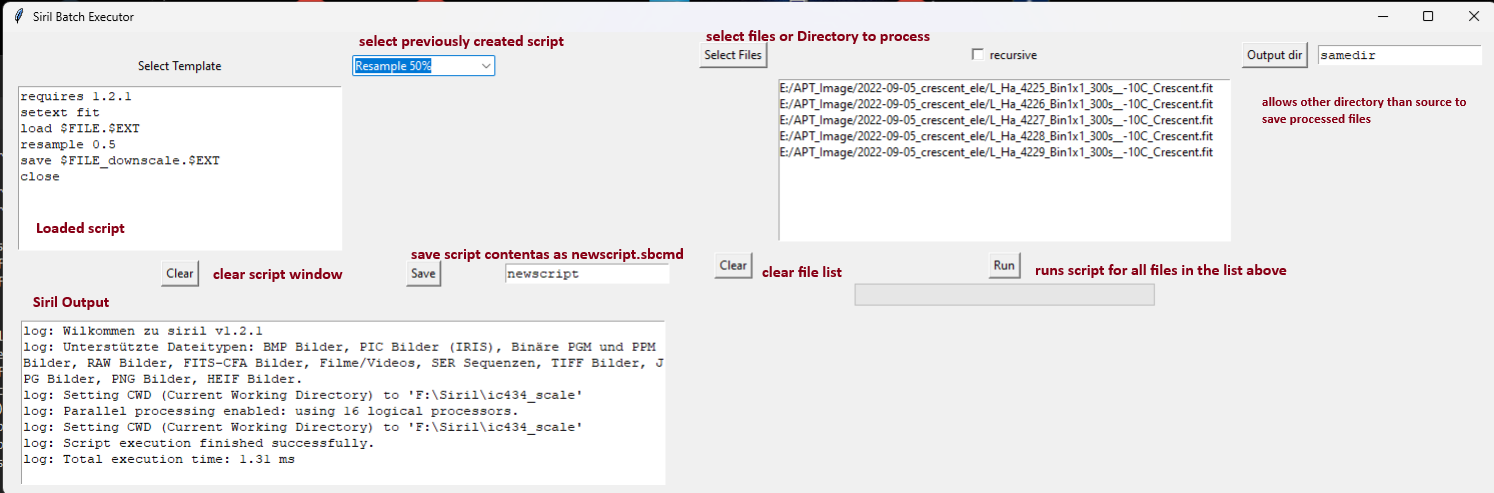 Siril Batch Executor
select previously created script
select files or Directory to process
Select Template
Resample 50%
Select Files
recursive
Output dir
samedir
requires 1.2.1
setext fit
load $FILE.$EXT
resample 0.5
save $FILE_downscale.$EXT
close
E:/APT_Image/2022-09-05_crescent_ele/L_Ha_4225_Bin1x1_300s__-10C_Crescent.fit
E:/APT_Image/2022-09-05_crescent_ele/L_Ha_4226_Bin1x1_300s__-10C_Crescent.fit
E:/APT_Image/2022-09-05_crescent_ele/L_Ha_4227_Bin1x1_300s__-10C_Crescent.fit
E:/APT_Image/2022-09-05_crescent_ele/L_Ha_4228_Bin1x1_300s__-10C_Crescent.fit
E:/APT_Image/2022-09-05_crescent_ele/L_Ha_4229_Bin1x1_300s__-10C_Crescent.fit
allows other directory than source to
save processed files
Loaded script
Clear
clear script window
save script contentas as newscript.sbcmd
Save
newscript
Clear
clear file list
Run
runs script for all files in the list above
Siril Output
log: Wilkommen zu siril v1.2.1
log: Unterstützte Dateitypen: BMP Bilder, PIC Bilder (IRIS), Binäre PGM und PPM
Bilder, RAW Bilder, FITS-CFA Bilder, Filme/Videos, SER Sequenzen, TIFF Bilder, J
PG Bilder, PNG Bilder, HEIF Bilder.
log: Setting CWD (Current Working Directory) to 'F:\Siril\ic434_scale'
log: Parallel processing enabled: using 16 logical processors.
log: Setting CWD (Current Working Directory) to 'F:\Siril\ic434_scale'
log: Script execution finished successfully.
log: Total execution time: 1.31 ms